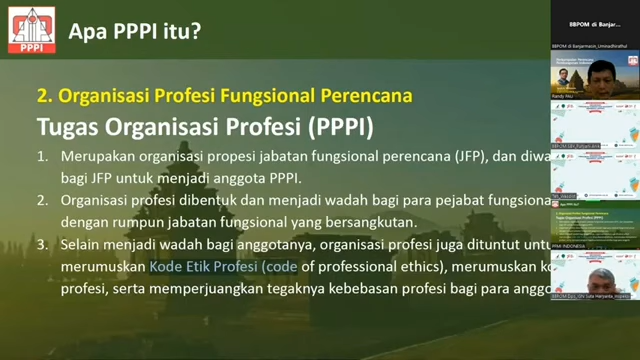 PPPI
Apa PPPI itu?
2. Organisasi Profesi Fungsional Perencana
Tugas Organisasi Profesi (PPPI)
1. Merupakan organisasi propesi jabatan fungsional perencana (JFP), dan diwa
bagi JFP untuk menjadi anggota PPPI.
2. Organisasi profesi dibentuk dan menjadi wadah bagi para pejabat fungsiona
dengan rumpun jabatan fungsional yang bersangkutan.
3. Selain menjadi wadah bagi anggotanya, organisasi profesi juga dituntut untu
merumuskan Kode Etik Profesi (code of professional ethics), merumuskan ko
profesi, serta memperjuangkan tegaknya kebebasan profesi bagi para anggo
BBPOM di Banjar...
BBPOM di Banjarmasin_